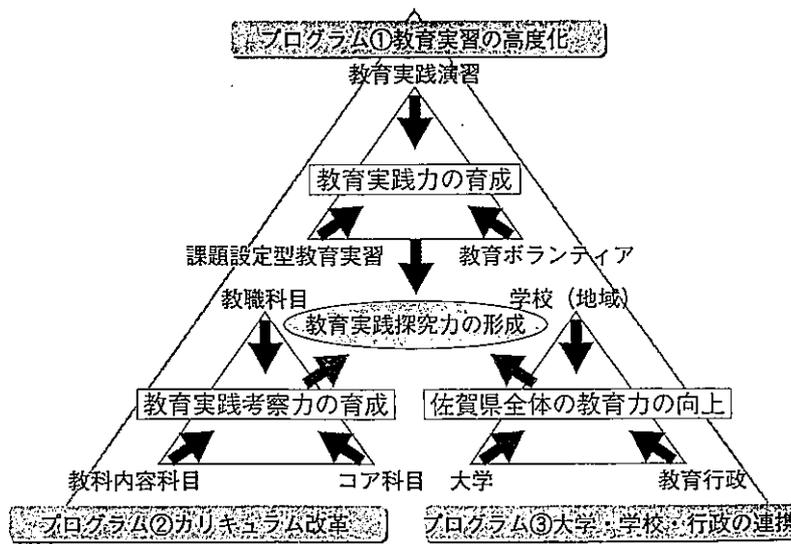 プログラム①教育実習の高度化
教育実践演習
教育実践力の育成
課題設定型教育実習
教育ボランティア
教職科目
学校（地域）
教育実践探究力の形成
教育実践考察力の育成
佐賀県全体の教育力の向上
教科内容科目
コア科目
大学
教育行政
プログラム②カリキュラム改革
プログラム③大学・学校・行政の連携